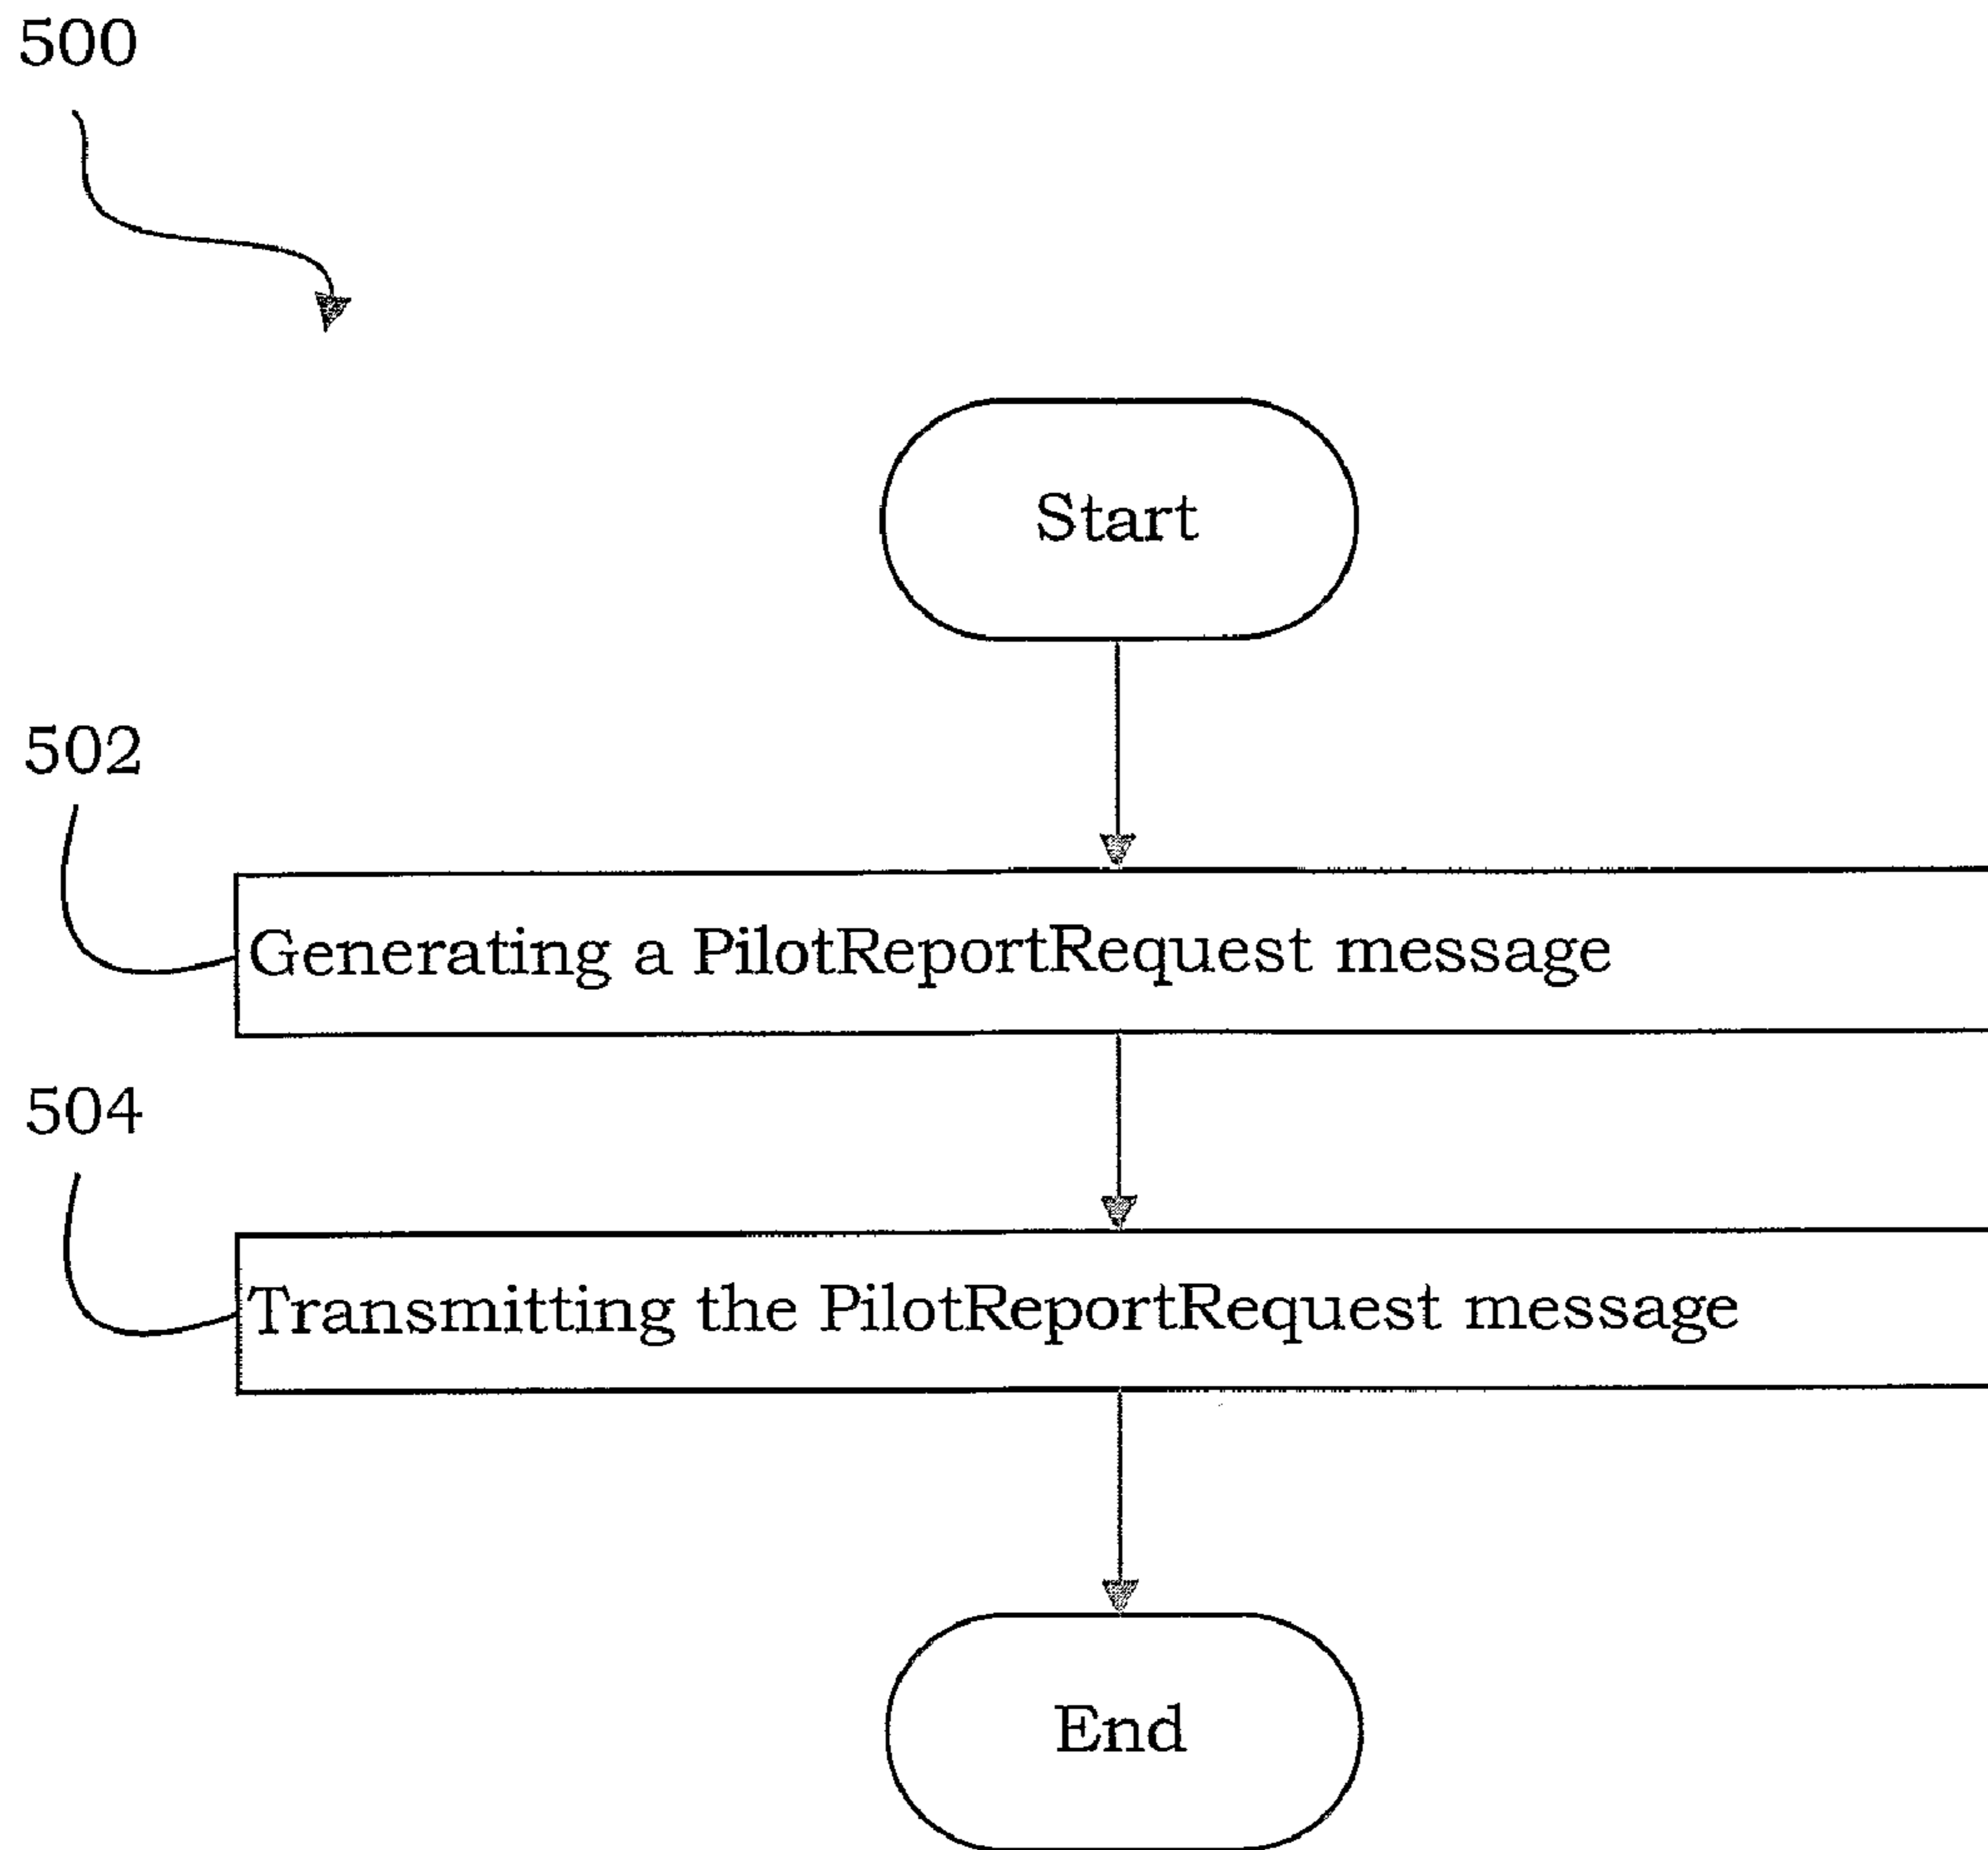 500
Start
502
Generating a PilotReportRequest message
504
Transmitting the PilotReportRequest message
End